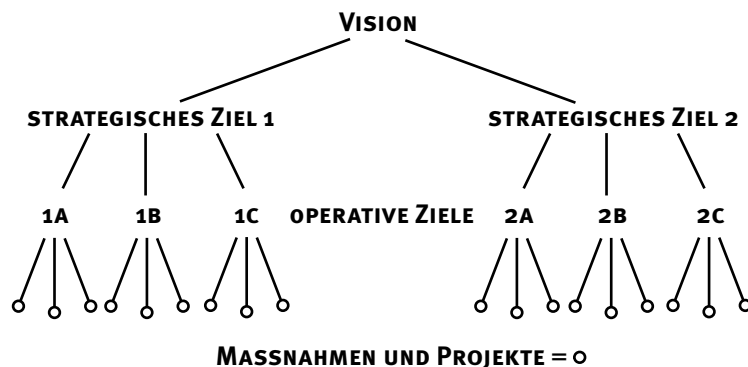 Vision
strategisches Ziel 1 strategisches Ziel 2
1A 1B 1C operative Ziele 2A 2B 2C
Massnahmen und Projekte =